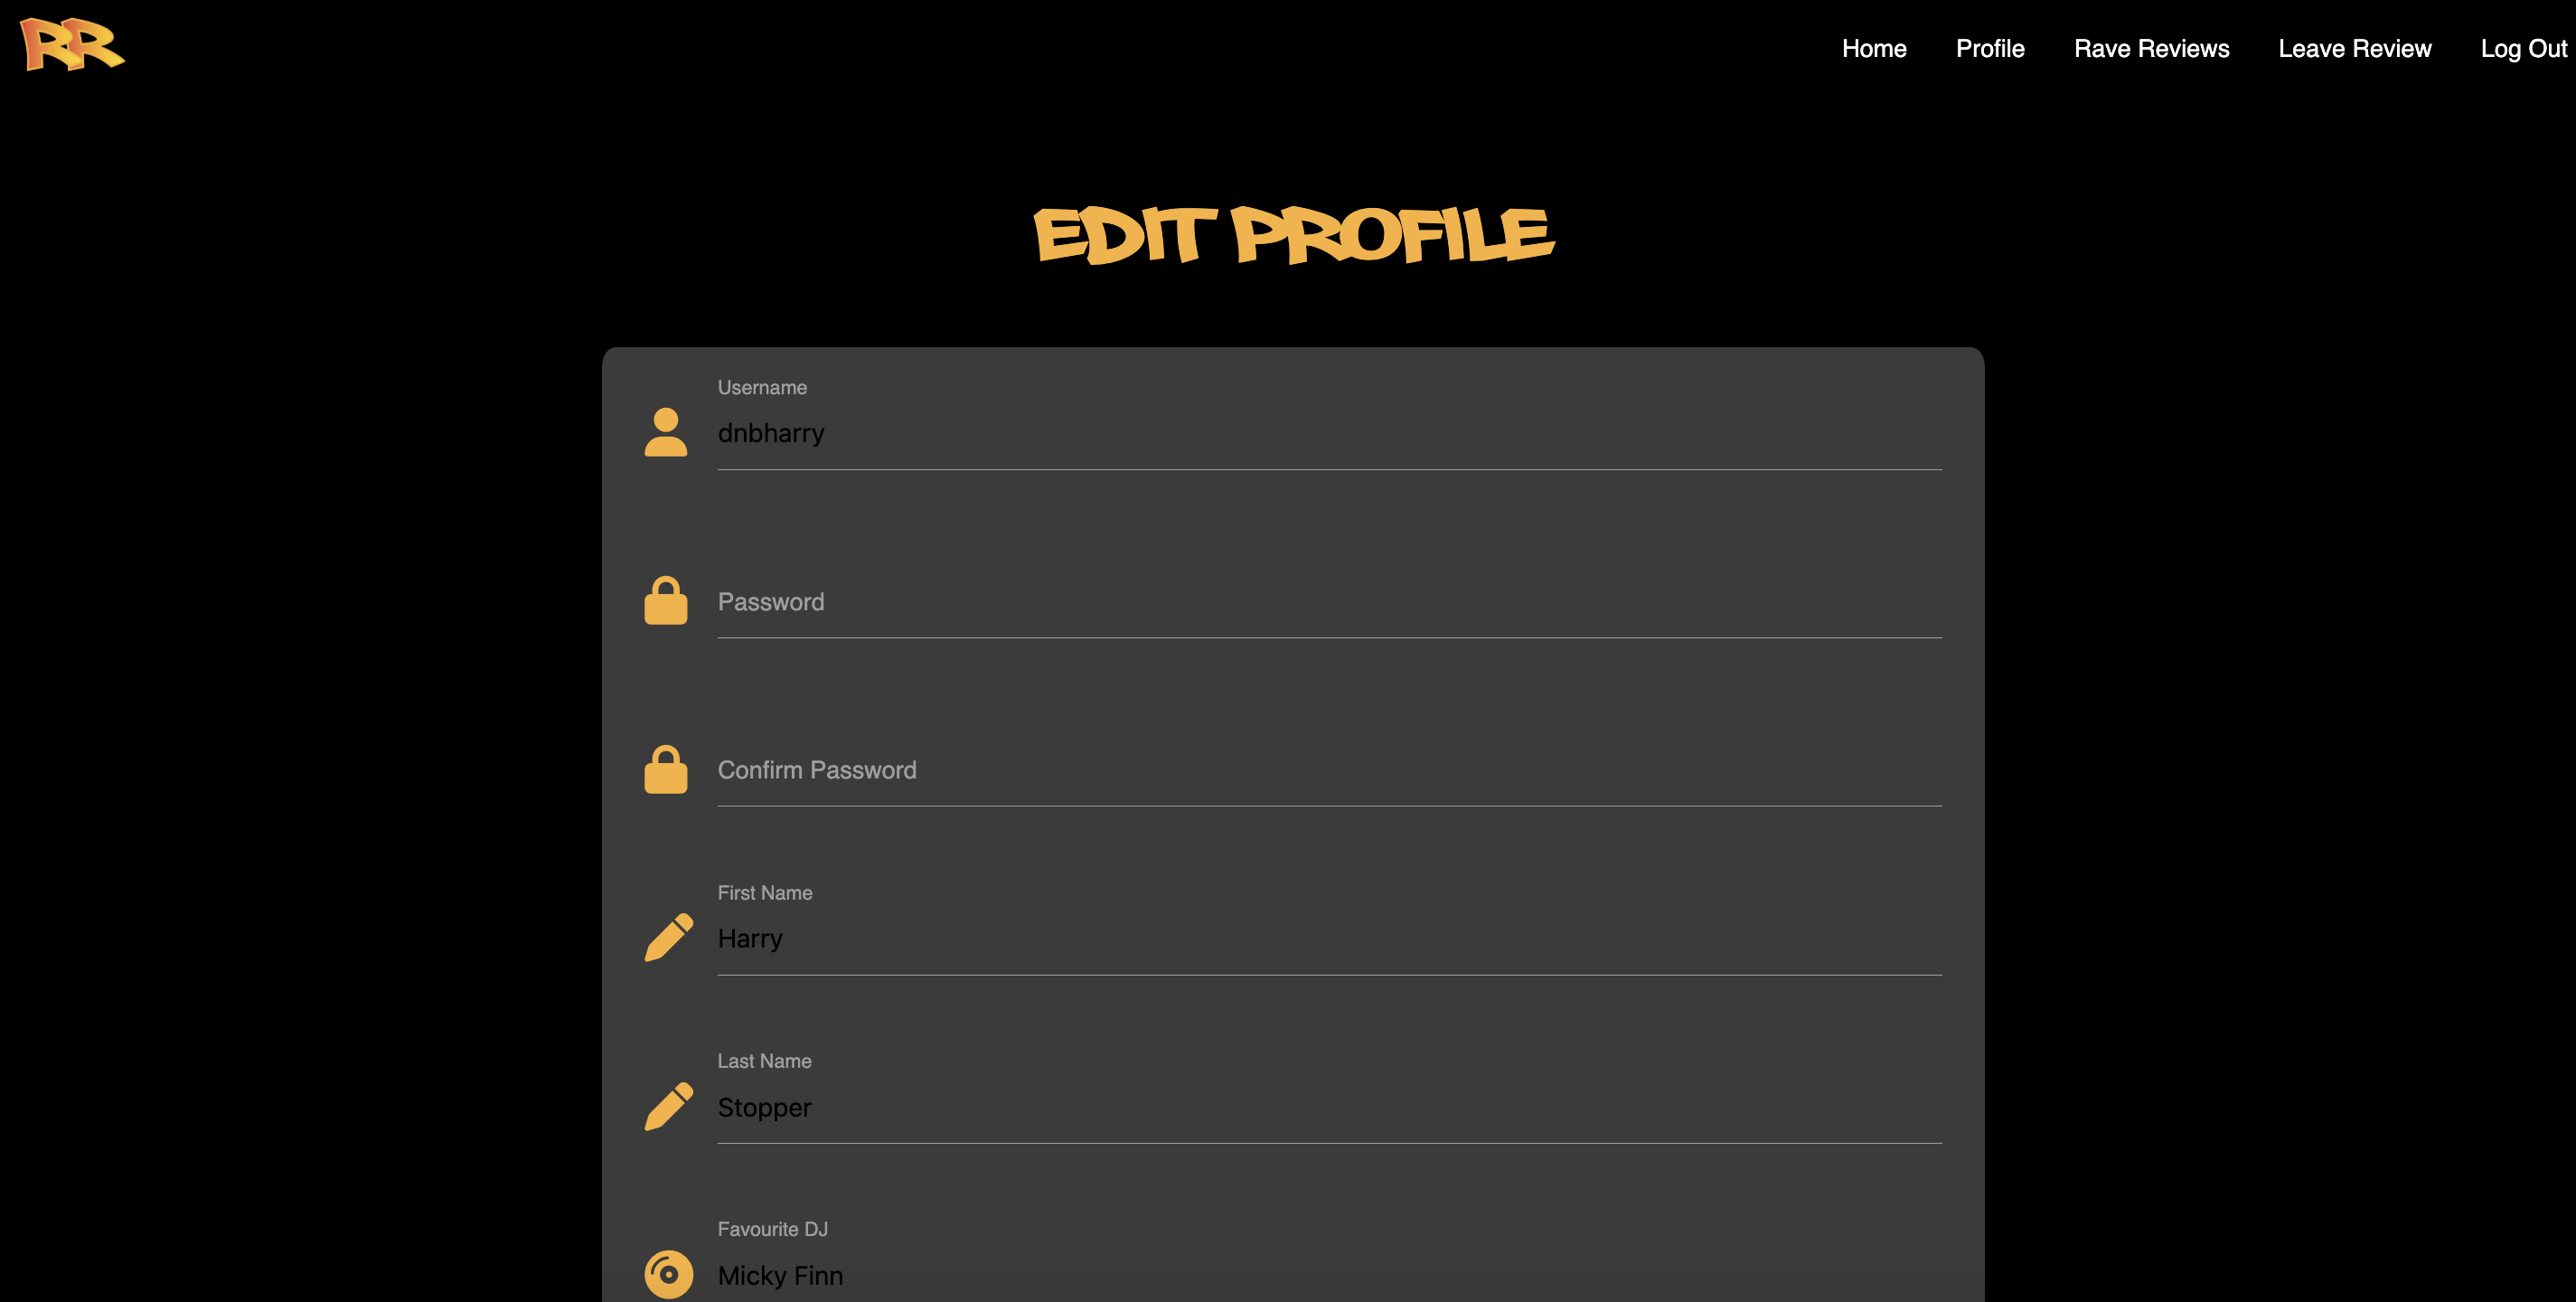 RR
Home Profile Rave Reviews Leave Review Log Out
EDIT PROFILE
Username
dnbharry
Password
Confirm Password
First Name
Harry
Last Name
Stopper
Favourite DJ
Micky Finn